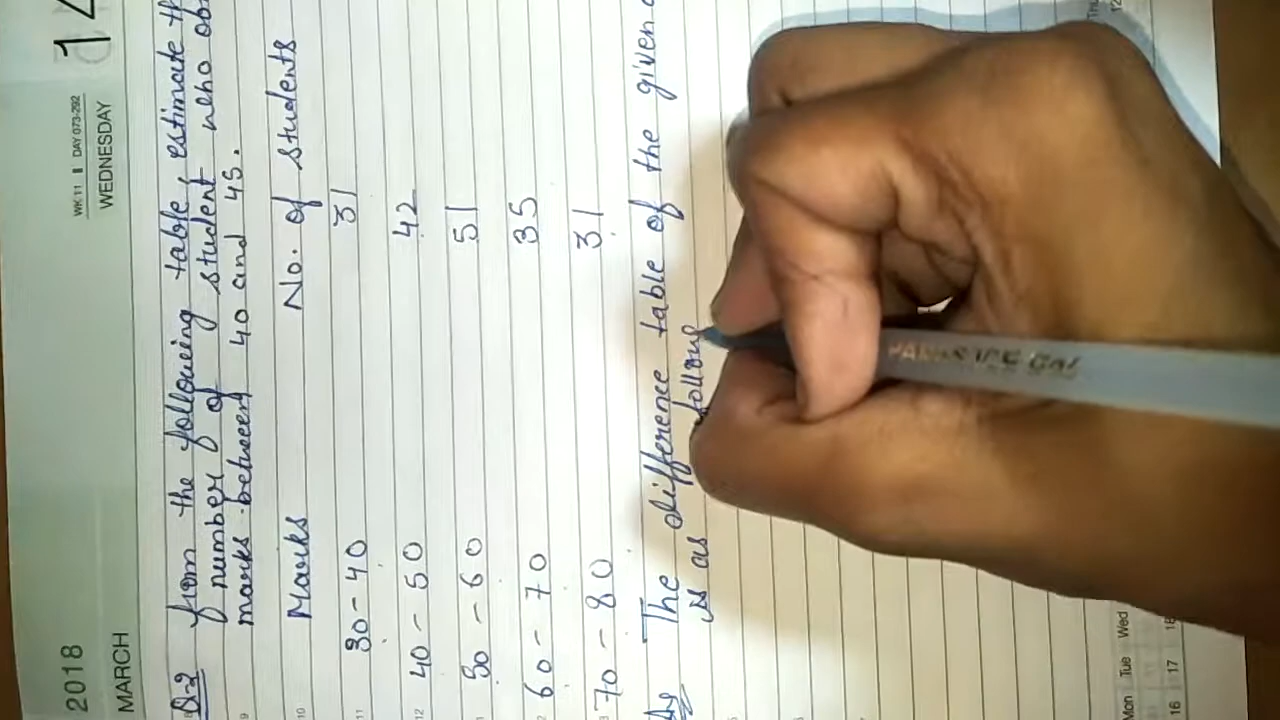 2018
MARCH
WK 11 DAY 073-292
WEDNESDAY
14
Q-2 from the following table, estimate th
number of student who ob
marks between 40 and 45.
Marks No. of students
30-40 31
40-50 42
50-60 51
60-70 35
70-80 31
The difference table of the given
is as follows
Mon Tue Wed
16 17 18